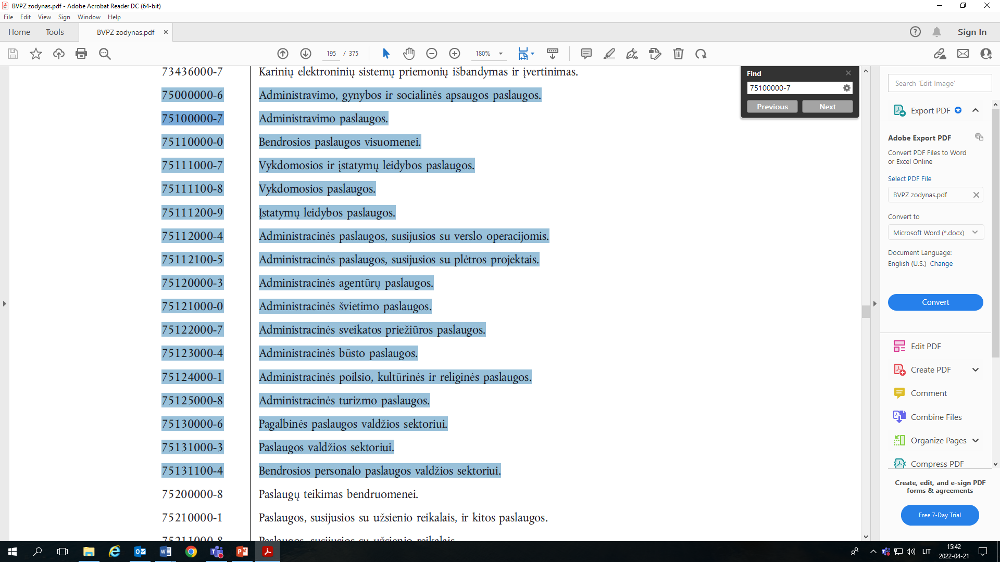 BVPZ zodynas.pdf - Adobe Acrobat Reader DC (64-bit)
File Edit View Sign Window Help
Home Tools BVPZ zodynas.pdf Sign In
195 / 375 180%
73436000-7 Karinių elektroninių sistemų priemonių išbandymas ir įvertinimas.
75000000-6 Administravimo, gynybos ir socialinės apsaugos paslaugos.
75100000-7 Administravimo paslaugos.
75110000-0 Bendrosios paslaugos visuomenei.
75111000-7 Vykdomosios ir įstatymų leidybos paslaugos.
75111100-8 Vykdomosios paslaugos.
75111200-9 Įstatymų leidybos paslaugos.
75112000-4 Administracinės paslaugos, susijusios su verslo operacijomis.
75112100-5 Administracinės paslaugos, susijusios su plėtros projektais.
75120000-3 Administracinės agentūrų paslaugos.
75121000-0 Administracinės švietimo paslaugos.
75122000-7 Administracinės sveikatos priežiūros paslaugos.
75123000-4 Administracinės būsto paslaugos.
75124000-1 Administracinės poilsio, kultūrinės ir religinės paslaugos.
75125000-8 Administracinės turizmo paslaugos.
75130000-6 Pagalbinės paslaugos valdžios sektoriui.
75131000-3 Paslaugos valdžios sektoriui.
75131100-4 Bendrosios personalo paslaugos valdžios sektoriui.
75200000-8 Paslaugų teikimas bendruomenei.
75210000-1 Paslaugos, susijusios su užsienio reikalais, ir kitos paslaugos.
75211000-8 Paslaugos, susijusios su užsienio reikalais.
Find
75100000-7
Previous Next
Search 'Edit Image'
Export PDF
Adobe Export PDF
Convert PDF Files to Word
or Excel Online
Select PDF File
BVPZ zodynas.pdf
Convert to
Microsoft Word (*.docx)
Document Language:
English (U.S.) Change
Convert
Edit PDF
Create PDF
Comment
Combine Files
Organize Pages
Compress PDF
Create, edit, and e-sign PDF
forms & agreements
Free 7-Day Trial
LIT
15:42
2022-04-21